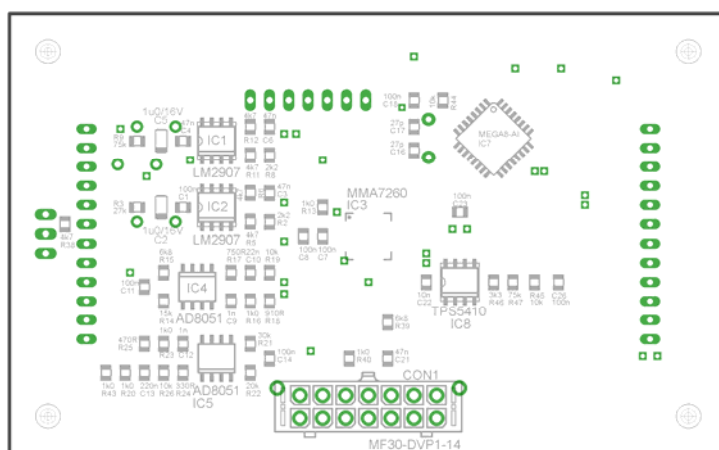 100n
C15
10k
R44
1u0/16V
C5
47n
C4
4k7
R12
47n
C6
27a
C17
MEGA8-AI
IC7
R6
75k
IC1
LM2907
27a
C16
4k7
R11
2k2
R8
100n
C1
47n
C3
MMA7260
IC3
1k0
R13
100n
C23
R3
27k
IC2
LM2907
1u0/16V
C2
4k7
R5
2k2
R2
4k7
R38
100n
C8
100n
C7
6k8
R15
750R
R17
22n
C10
10k
R19
100n
C11
IC4
AD8051
10n
C22
TPS5410
IC8
3k3
R46
75k
R47
R45
10k
C26
100n
15k
R14
1n
C9
1k0
R16
910R
R18
6k8
R39
470R
R25
1k0
R23
1n
C12
30k
R21
100n
C14
1k0
R40
47n
C21
AD8051
IC5
1k0
R43
1k0
R20
220n
C13
10k
R26
330R
R24
20k
R22
CON1
MF30-DVP1-14